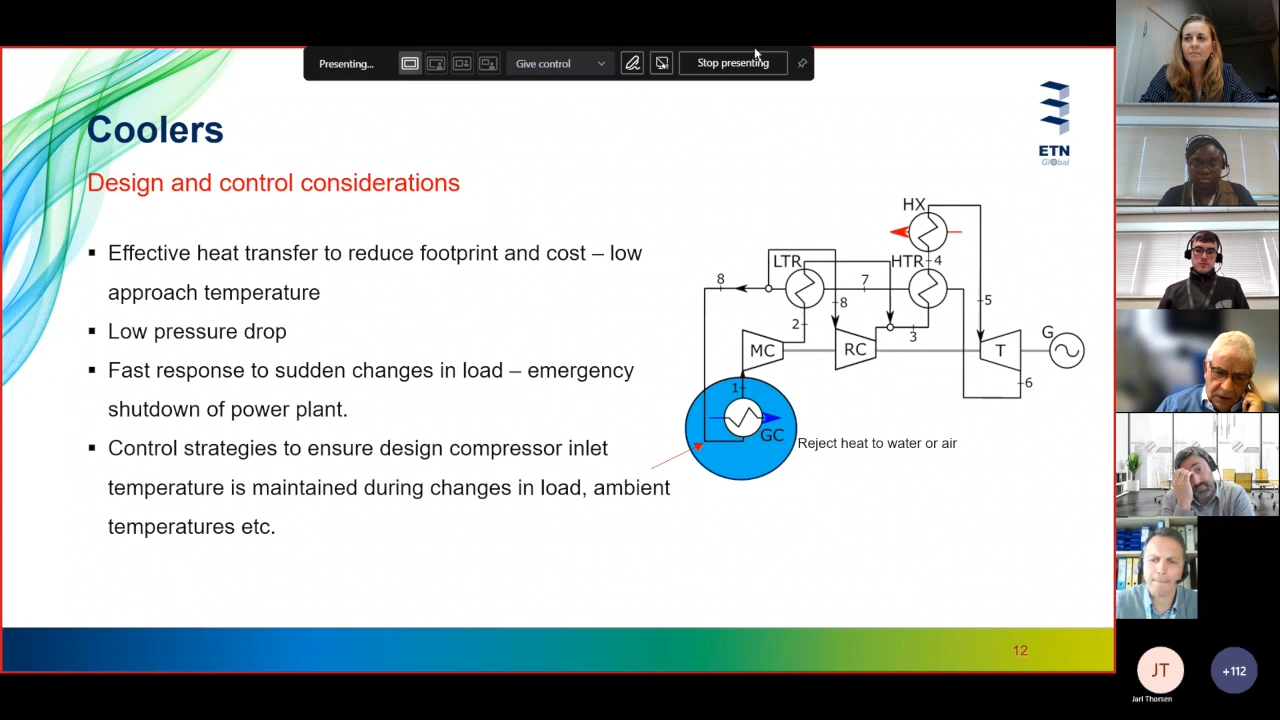 Presenting...
Give control
Stop presenting
ETN
Global
Coolers
Design and control considerations
▪ Effective heat transfer to reduce footprint and cost – low
approach temperature
▪ Low pressure drop
▪ Fast response to sudden changes in load – emergency
shutdown of power plant.
▪ Control strategies to ensure design compressor inlet
temperature is maintained during changes in load, ambient
temperatures etc.
HX
LTR
HTR
4
8
7
8
5
2
3
G
MC
RC
T
6
1
GC
Reject heat to water or air
12
JT
+112
Jarl Thorsen